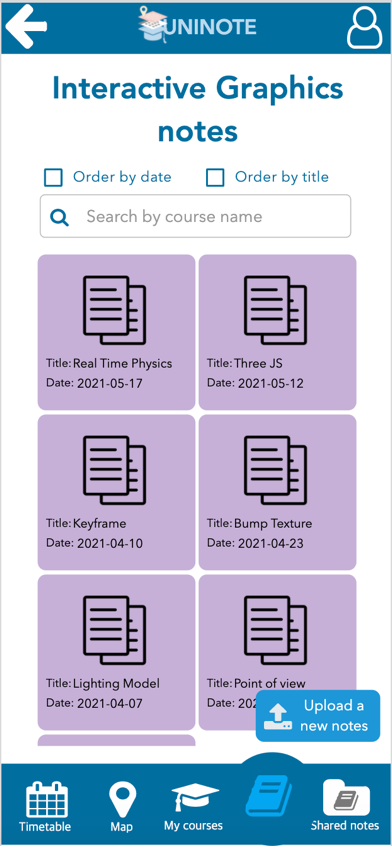 UNINOTE
Interactive Graphics
notes
Order by date Order by title
Search by course name
Title: Real Time Physics
Date: 2021-05-17
Title: Three JS
Date: 2021-05-12
Title: Keyframe
Date: 2021-04-10
Title: Bump Texture
Date: 2021-04-23
Title: Lighting Model
Date: 2021-04-07
Title: Point of view
Date:
Upload a
new notes
Timetable Map My courses Shared notes